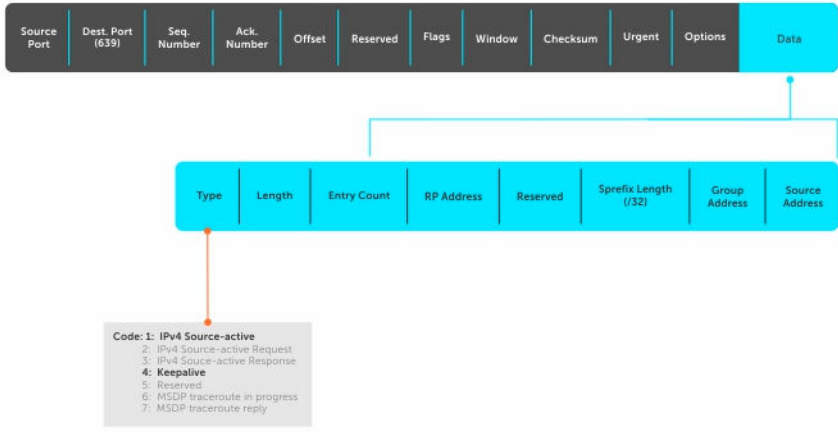 Source Port
Dest. Port (639)
Seq. Number
Ack. Number
Offset
Reserved
Flags
Window
Checksum
Urgent
Options
Data
Type
Length
Entry Count
RP Address
Reserved
Sprefix Length (/32)
Group Address
Source Address
Code: 1: IPv4 Source-active
2: IPv4 Source-active Request
3: IPv4 Souce-active Response
4: Keepalive
5: Reserved
6: MSDP traceroute in progress
7: MSDP traceroute reply